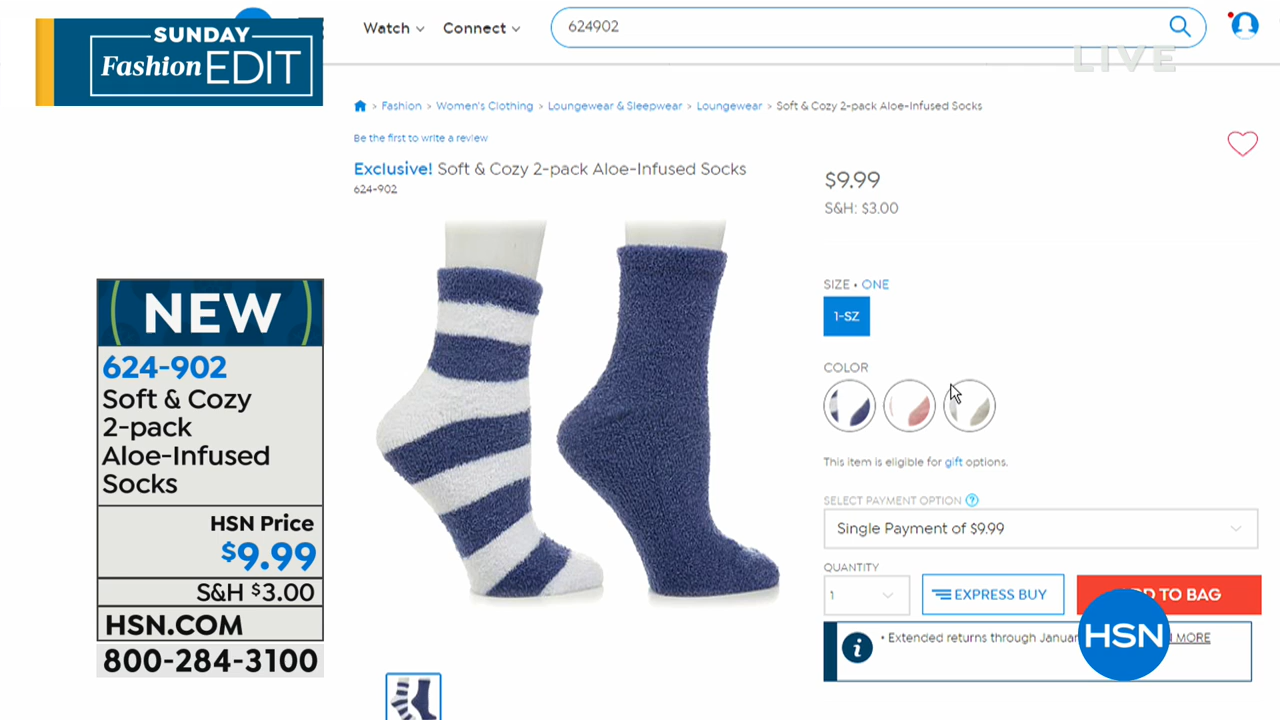 SUNDAY
Fashion EDIT
Watch
Connect
624902
LIVE
> Fashion > Women's Clothing > Loungewear & Sleepwear > Loungewear > Soft & Cozy 2-pack Aloe-Infused Socks
Be the first to write a review
Exclusive! Soft & Cozy 2-pack Aloe-Infused Socks
624-902
$9.99
S&H: $3.00
SIZE • ONE
1-SZ
COLOR
This item is eligible for gift options.
SELECT PAYMENT OPTION ?
Single Payment of $9.99
QUANTITY
1
EXPRESS BUY
TO BAG
i
• Extended returns through
MORE
HSN
NEW
624-902
Soft & Cozy
2-pack
Aloe-Infused
Socks
HSN Price
$9.99
S&H $3.00
HSN.COM
800-284-3100